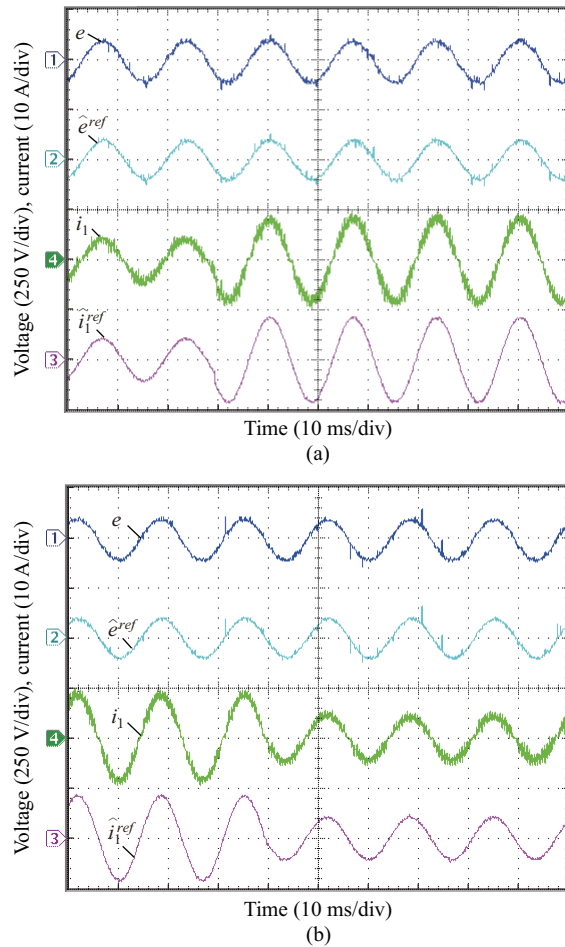 e
1
ê^ref
2
i₁
4
î₁^ref
3
Voltage (250 V/div), current (10 A/div)
Time (10 ms/div)
(a)
e
1
ê^ref
2
i₁
4
î₁^ref
3
Voltage (250 V/div), current (10 A/div)
Time (10 ms/div)
(b)